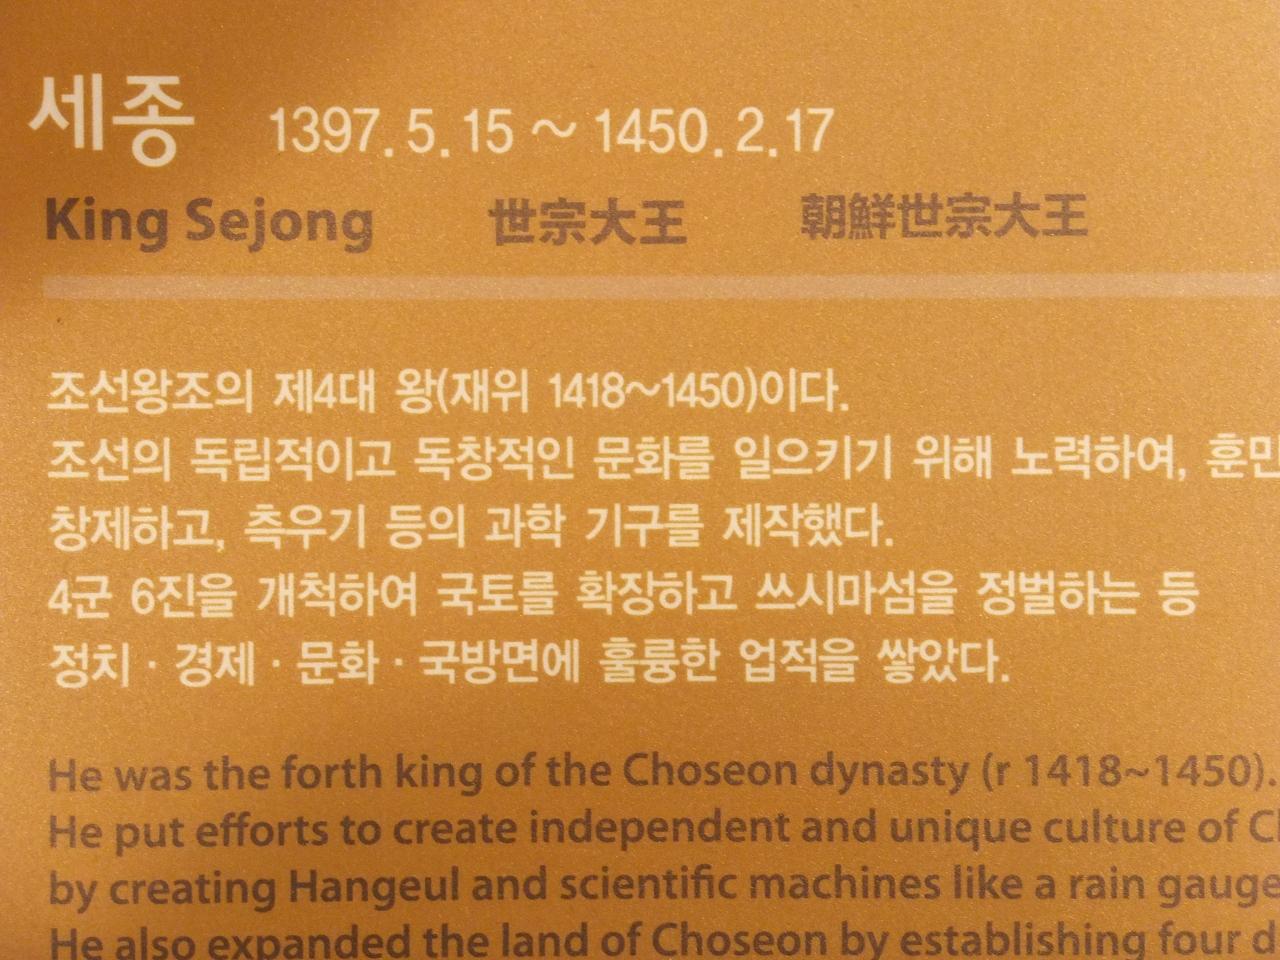 세종 1397.5.15 ~ 1450.2.17
King Sejong 世宗大王 朝鮮世宗大王
조선왕조의 제4대 왕(재위 1418~1450)이다.
조선의 독립적이고 독창적인 문화를 일으키기 위해 노력하여, 훈민
창제하고, 측우기 등의 과학 기구를 제작했다.
4군 6진을 개척하여 국토를 확장하고 쓰시마섬을 정벌하는 등
정치 · 경제 · 문화 · 국방면에 훌륭한 업적을 쌓았다.
He was the forth king of the Choseon dynasty (r 1418~1450).
He put efforts to create independent and unique culture of
by creating Hangeul and scientific machines like a rain gauge
He also expanded the land of Choseon by establishing four